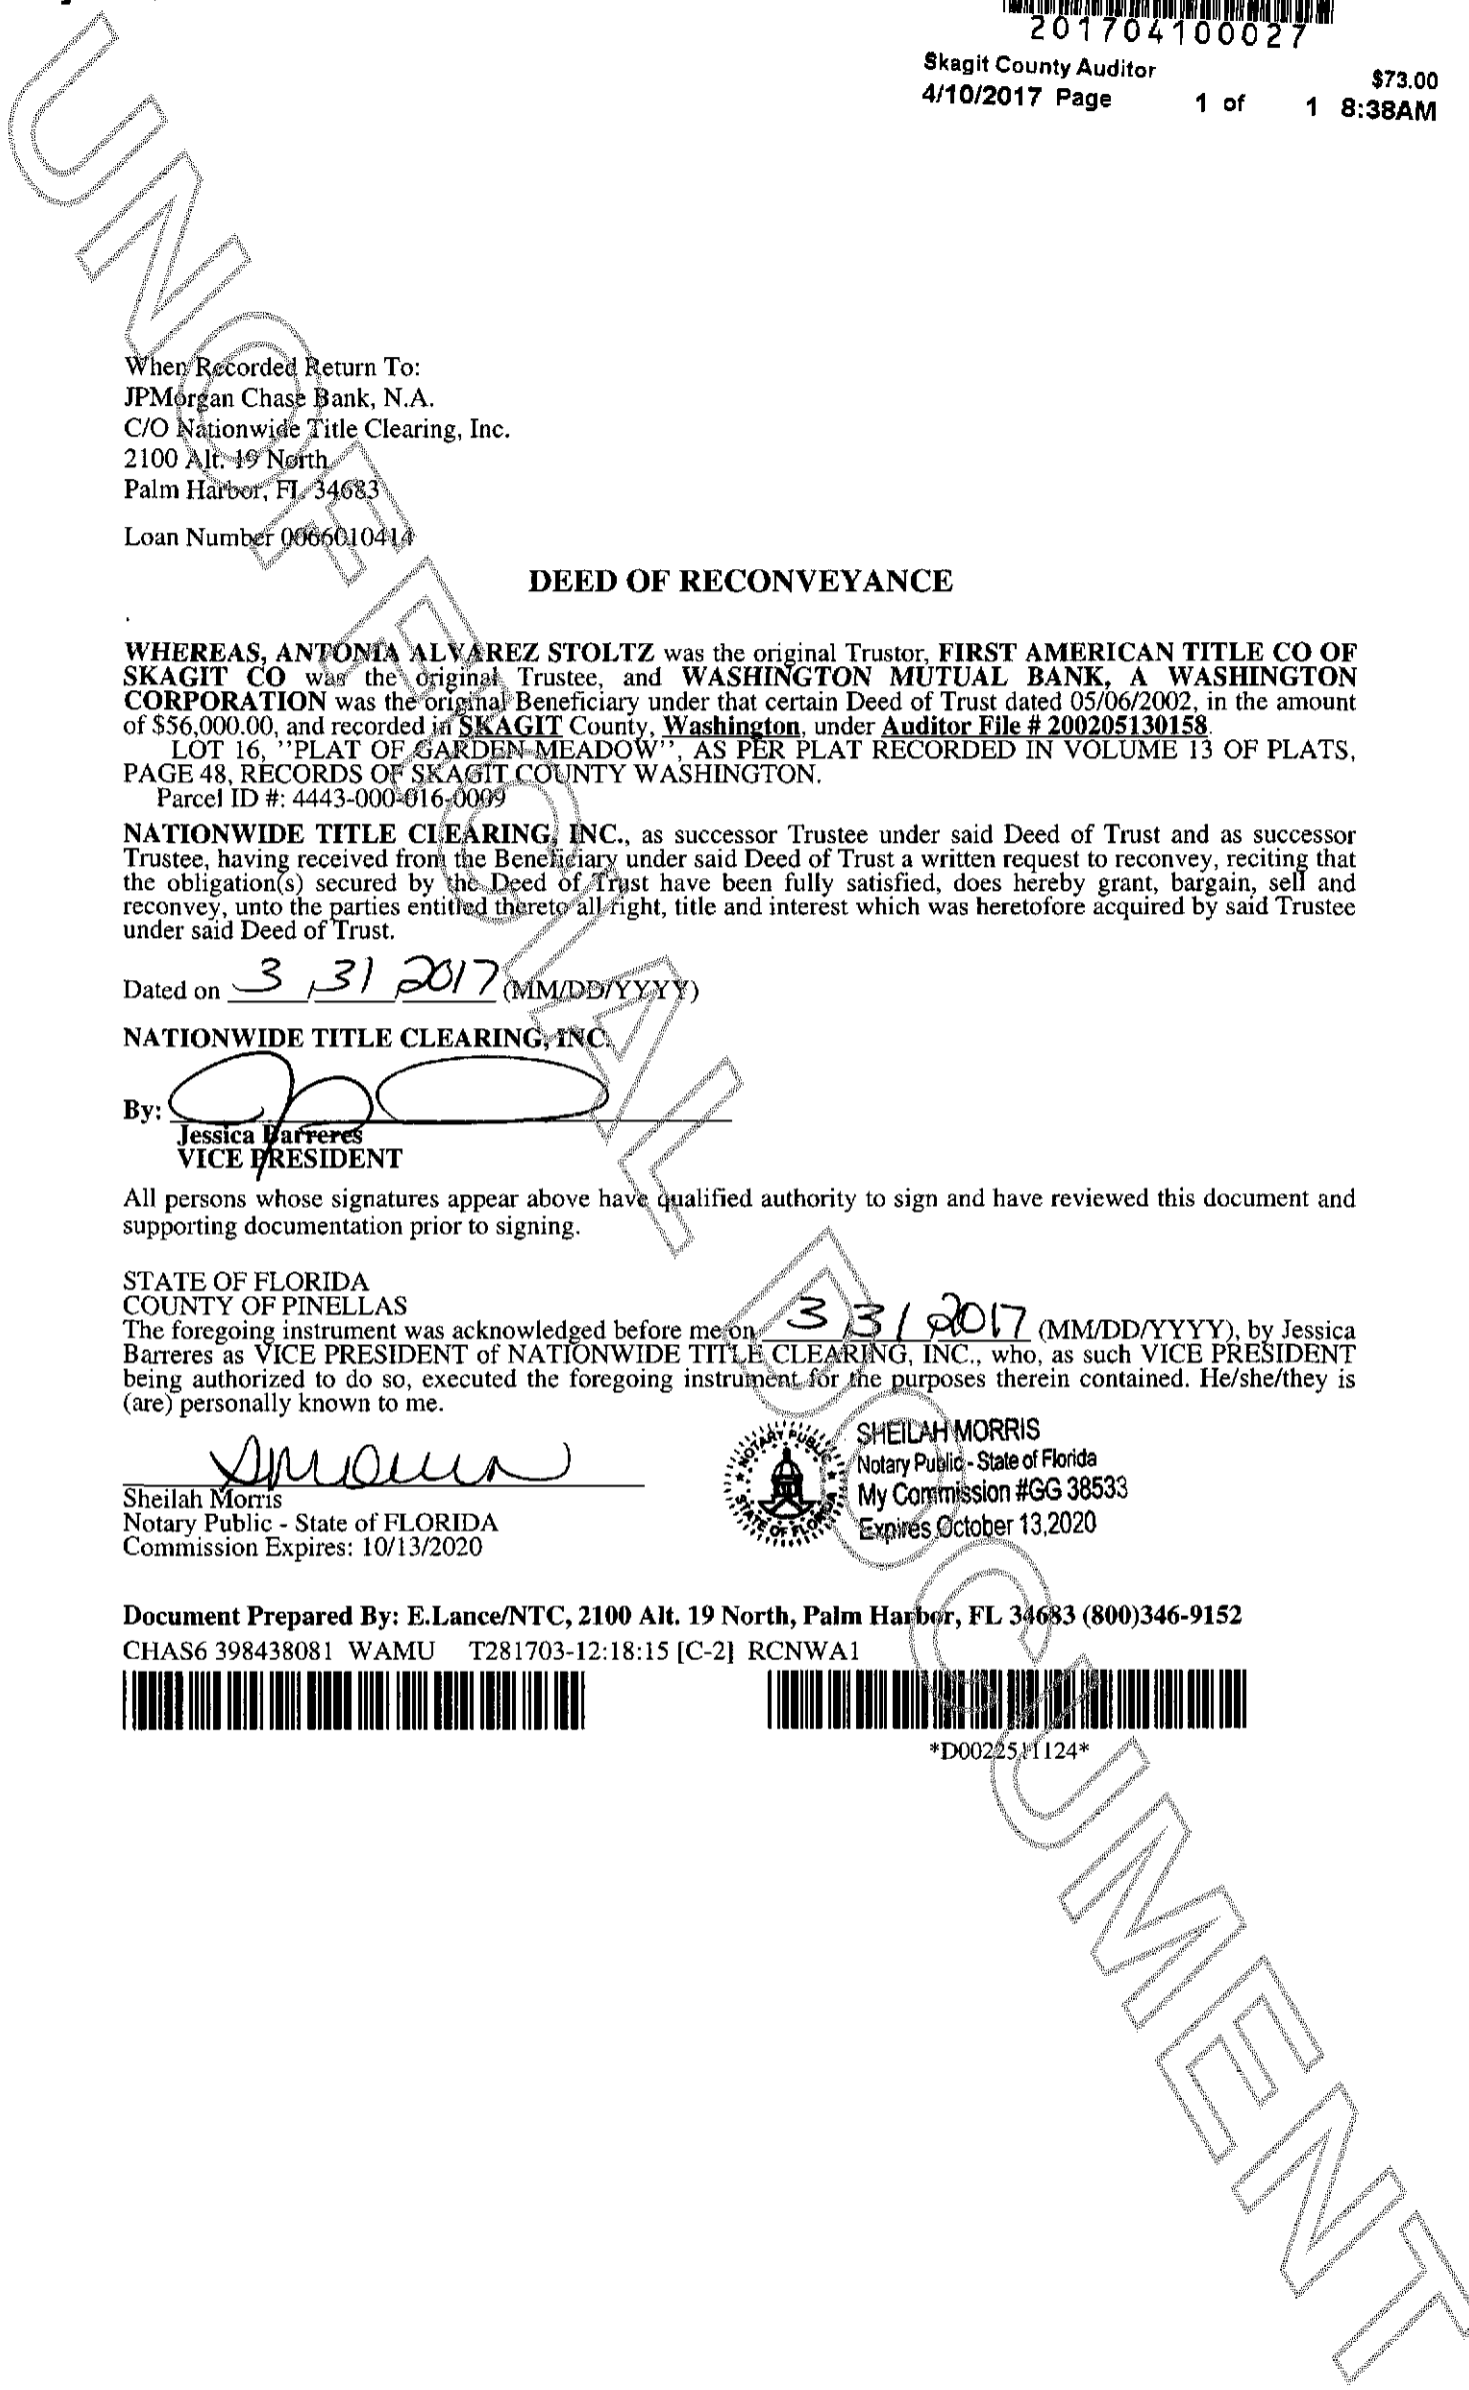 201704100027
Skagit County Auditor $73.00
4/10/2017 Page 1 of 1 8:38AM
When Recorded Return To:
JPMorgan Chase Bank, N.A.
C/O Nationwide Title Clearing, Inc.
2100 Alt. 19 North
Palm Harbor, FL 34683
Loan Number 0066010414
DEED OF RECONVEYANCE
WHEREAS, ANTONIA ALVAREZ STOLTZ was the original Trustor, FIRST AMERICAN TITLE CO OF
SKAGIT CO was the original Trustee, and WASHINGTON MUTUAL BANK, A WASHINGTON
CORPORATION was the original Beneficiary under that certain Deed of Trust dated 05/06/2002, in the amount
of $56,000.00, and recorded in SKAGIT County, Washington, under Auditor File # 200205130158.
LOT 16, "PLAT OF GARDEN MEADOW", AS PER PLAT RECORDED IN VOLUME 13 OF PLATS,
PAGE 48, RECORDS OF SKAGIT COUNTY WASHINGTON.
Parcel ID #: 4443-000-016-0009
NATIONWIDE TITLE CLEARING, INC., as successor Trustee under said Deed of Trust and as successor
Trustee, having received from the Beneficiary under said Deed of Trust a written request to reconvey, reciting that
the obligation(s) secured by the Deed of Trust have been fully satisfied, does hereby grant, bargain, sell and
reconvey, unto the parties entitled thereto all right, title and interest which was heretofore acquired by said Trustee
under said Deed of Trust.
Dated on 3/31/2017 (MM/DD/YYYY)
NATIONWIDE TITLE CLEARING, INC.
By:
Jessica Barreres
VICE PRESIDENT
All persons whose signatures appear above have qualified authority to sign and have reviewed this document and
supporting documentation prior to signing.
STATE OF FLORIDA
COUNTY OF PINELLAS
The foregoing instrument was acknowledged before me on 3/31/2017 (MM/DD/YYYY), by Jessica
Barreres as VICE PRESIDENT of NATIONWIDE TITLE CLEARING, INC., who, as such VICE PRESIDENT
being authorized to do so, executed the foregoing instrument for the purposes therein contained. He/she/they is
(are) personally known to me.
Sheilah Morris
Notary Public - State of FLORIDA
Commission Expires: 10/13/2020
NOTARY PUBLIC
STATE OF FLORIDA
SHEILAH MORRIS
Notary Public - State of Florida
My Commission #GG 38533
Expires October 13,2020
Document Prepared By: E.Lance/NTC, 2100 Alt. 19 North, Palm Harbor, FL 34683 (800)346-9152
CHAS6 398438081 WAMU T281703-12:18:15 [C-2] RCNWA1
*D0022511124*
UNOFFICIAL DOCUMENT